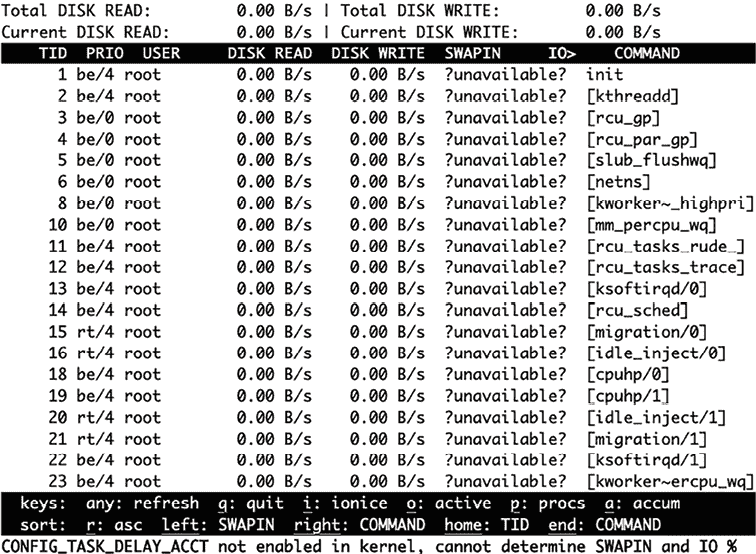 Total DISK READ: 0.00 B/s | Total DISK WRITE: 0.00 B/s
Current DISK READ: 0.00 B/s | Current DISK WRITE: 0.00 B/s
TID PRIO USER DISK READ DISK WRITE SWAPIN IO> COMMAND
1 be/4 root 0.00 B/s 0.00 B/s ?unavailable? init
2 be/4 root 0.00 B/s 0.00 B/s ?unavailable? [kthreadd]
3 be/0 root 0.00 B/s 0.00 B/s ?unavailable? [rcu_gp]
4 be/0 root 0.00 B/s 0.00 B/s ?unavailable? [rcu_par_gp]
5 be/0 root 0.00 B/s 0.00 B/s ?unavailable? [slub_flushwq]
6 be/0 root 0.00 B/s 0.00 B/s ?unavailable? [netns]
8 be/0 root 0.00 B/s 0.00 B/s ?unavailable? [kworker~_highpri]
10 be/0 root 0.00 B/s 0.00 B/s ?unavailable? [mm_percpu_wq]
11 be/4 root 0.00 B/s 0.00 B/s ?unavailable? [rcu_tasks_rude_]
12 be/4 root 0.00 B/s 0.00 B/s ?unavailable? [rcu_tasks_trace]
13 be/4 root 0.00 B/s 0.00 B/s ?unavailable? [ksoftirqd/0]
14 be/4 root 0.00 B/s 0.00 B/s ?unavailable? [rcu_sched]
15 rt/4 root 0.00 B/s 0.00 B/s ?unavailable? [migration/0]
16 rt/4 root 0.00 B/s 0.00 B/s ?unavailable? [idle_inject/0]
18 be/4 root 0.00 B/s 0.00 B/s ?unavailable? [cpuhp/0]
19 be/4 root 0.00 B/s 0.00 B/s ?unavailable? [cpuhp/1]
20 rt/4 root 0.00 B/s 0.00 B/s ?unavailable? [idle_inject/1]
21 rt/4 root 0.00 B/s 0.00 B/s ?unavailable? [migration/1]
22 be/4 root 0.00 B/s 0.00 B/s ?unavailable? [ksoftirqd/1]
23 be/4 root 0.00 B/s 0.00 B/s ?unavailable? [kworker~ercpu_wq]
keys: any: refresh q: quit i: ionice o: active p: procs a: accum
sort: r: asc left: SWAPIN right: COMMAND home: TID end: COMMAND
CONFIG_TASK_DELAY_ACCT not enabled in kernel, cannot determine SWAPIN and IO %